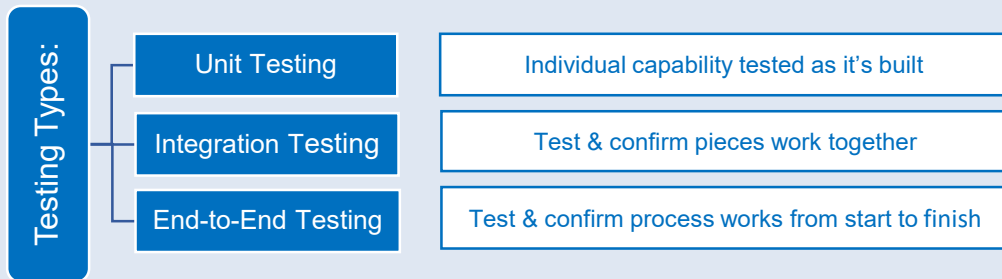 Testing Types:
Unit Testing
Individual capability tested as it’s built
Integration Testing
Test & confirm pieces work together
End-to-End Testing
Test & confirm process works from start to finish